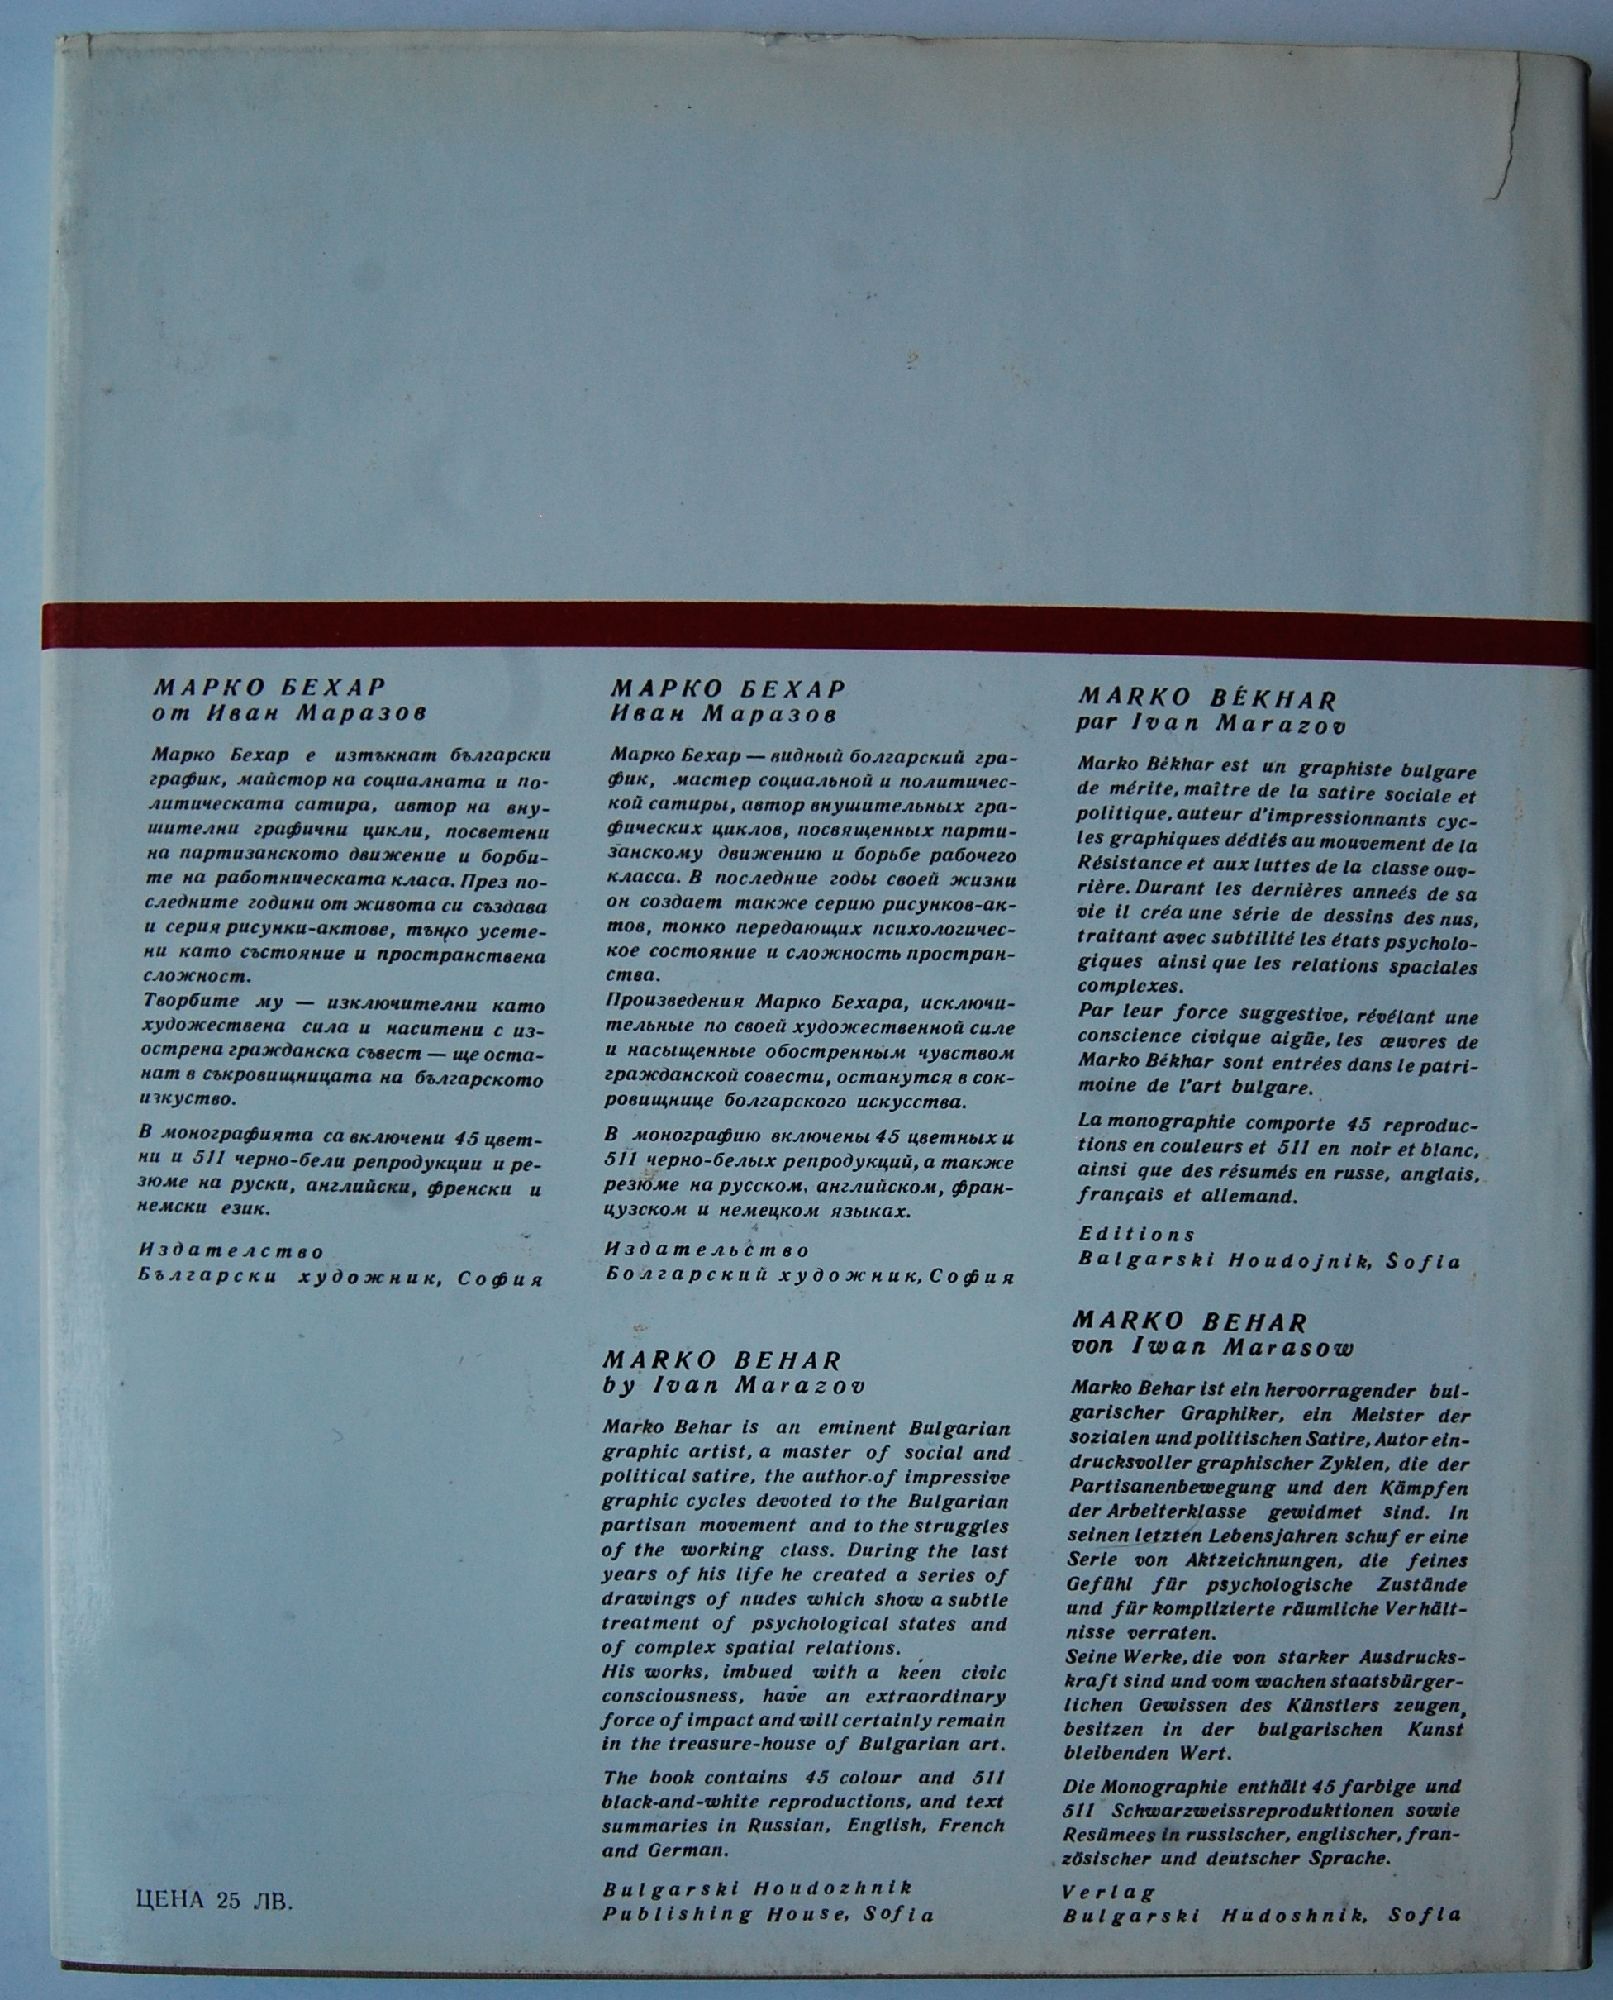 МАРКО БЕХАР
от Иван Маразов
Марко Бехар е изтъкнат български
график, майстор на социалната и по-
литическата сатира, автор на вну-
шителни графични цикли, посветени
на партизанското движение и борби-
те на работническата класа. През по-
следните години от живота си създава
и серия рисунки-актове, тънко усете-
ни като състояние и пространствена
сложност.
Творбите му — изключителни като
художествена сила и наситени с из-
острена гражданска съвест — ще оста-
нат в съкровищницата на българското
изкуство.
В монографията са включени 45 цвет-
ни и 511 черно-бели репродукции и ре-
зюме на руски, английски, френски и
немски език.
Издателство
Български художник, София
ЦЕНА 25 ЛВ.
МАРКО БЕХАР
Иван Маразов
Марко Бехар — видный болгарский гра-
фик, мастер социальной и политичес-
кой сатиры, автор внушительных гра-
фических циклов, посвященных парти-
занскому движению и борьбе рабочего
класса. В последние годы своей жизни
он создает также серию рисунков-ак-
тов, тонко передающих психологичес-
кое состояние и сложность простран-
ства.
Произведения Марко Бехара, исключи-
тельные по своей художественной силе
и насыщенные обостренным чувством
гражданской совести, останутся в сок-
ровищнице болгарского искусства.
В монографию включены 45 цветных и
511 черно-белых репродукций, а также
резюме на русском, английском, фран-
цузском и немецком языках.
Издательство
Болгарский художник, София
MARKO BEHAR
by Ivan Marazov
Marko Behar is an eminent Bulgarian
graphic artist, a master of social and
political satire, the author of impressive
graphic cycles devoted to the Bulgarian
partisan movement and to the struggles
of the working class. During the last
years of his life he created a series of
drawings of nudes which show a subtle
treatment of psychological states and
of complex spatial relations.
His works, imbued with a keen civic
consciousness, have an extraordinary
force of impact and will certainly remain
in the treasure-house of Bulgarian art.
The book contains 45 colour and 511
black-and-white reproductions, and text
summaries in Russian, English, French
and German.
Bulgarski Houdozhnik
Publishing House, Sofia
MARKO BÉKHAR
par Ivan Marazov
Marko Békhar est un graphiste bulgare
de mérite, maître de la satire sociale et
politique, auteur d'impressionnants cyc-
les graphiques dédiés au mouvement de la
Résistance et aux luttes de la classe ouv-
rière. Durant les dernières anneés de sa
vie il créa une série de dessins des nus,
traitant avec subtilité les états psycholo-
giques ainsi que les relations spaciales
complexes.
Par leur force suggestive, révélant une
conscience civique aigüe, les œuvres de
Marko Békhar sont entrées dans le patri-
moine de l'art bulgare.
La monographie comporte 45 reproduc-
tions en couleurs et 511 en noir et blanc,
ainsi que des résumés en russe, anglais,
français et allemand.
Editions
Balgarski Houdojnik, Sofia
MARKO BEHAR
von Iwan Marasow
Marko Behar ist ein hervorragender bul-
garischer Graphiker, ein Meister der
sozialen und politischen Satire, Autor ein-
drucksvoller graphischer Zyklen, die der
Partisanenbewegung und den Kämpfen
der Arbeiterklasse gewidmet sind. In
seinen letzten Lebensjahren schuf er eine
Serie von Aktzeichnungen, die feines
Gefühl für psychologische Zustände
und für komplizierte räumliche Verhält-
nisse verraten.
Seine Werke, die von starker Ausdrucks-
kraft sind und vom wachen staatsbürger-
lichen Gewissen des Künstlers zeugen,
besitzen in der bulgarischen Kunst
bleibenden Wert.
Die Monographie enthält 45 farbige und
511 Schwarzweissreproduktionen sowie
Resümees in russischer, englischer, fran-
zösischer und deutscher Sprache.
Verlag
Bulgarski Hudoshnik, Sofia